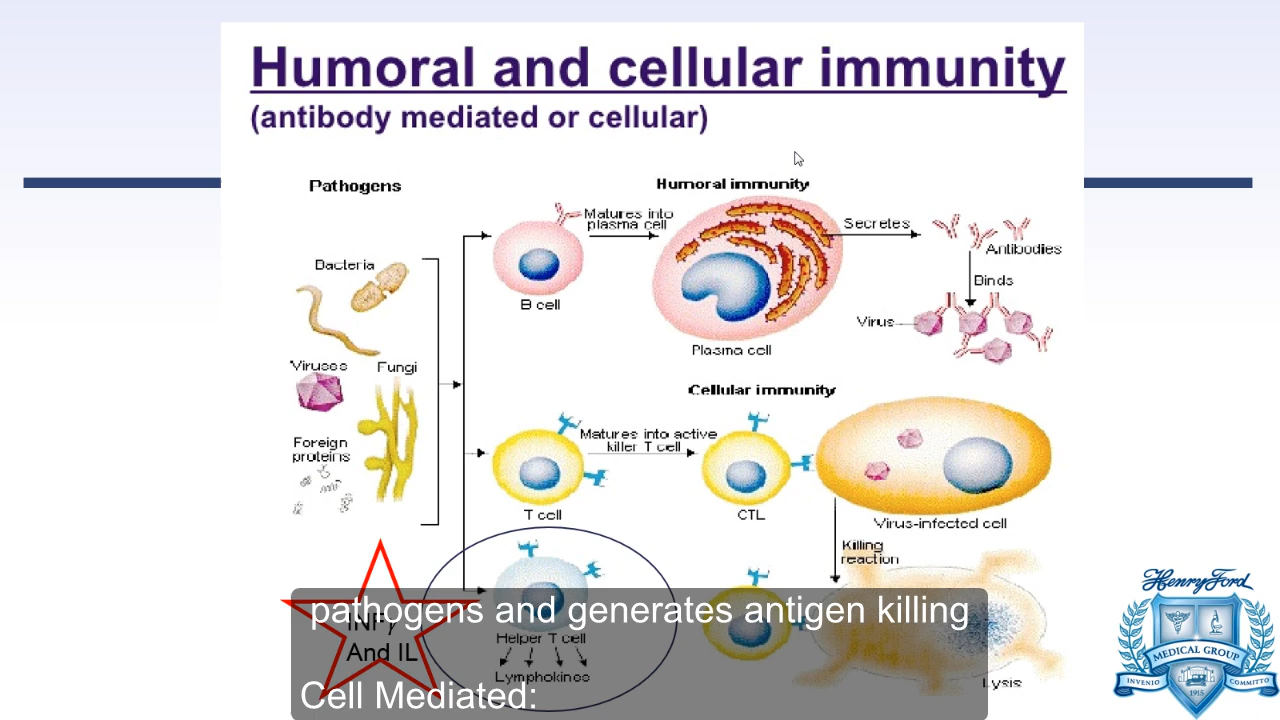 Humoral and cellular immunity
(antibody mediated or cellular)
Pathogens
Humoral immunity
Matures into
plasma cell
Secretes
Antibodies
Bacteria
Binds
B cell
Virus
Plasma cell
Viruses
Fungi
Cellular immunity
Matures into active
killer T cell
Foreign
proteins
T cell
CTL
Virus-infected cell
Killing
reaction
INFγ
And IL
pathogens and generates antigen killing
Helper T cell
Lymphokines
Lysis
Cell Mediated:
Henry Ford
MEDICAL GROUP
INVENIO
COMMITTO
1915